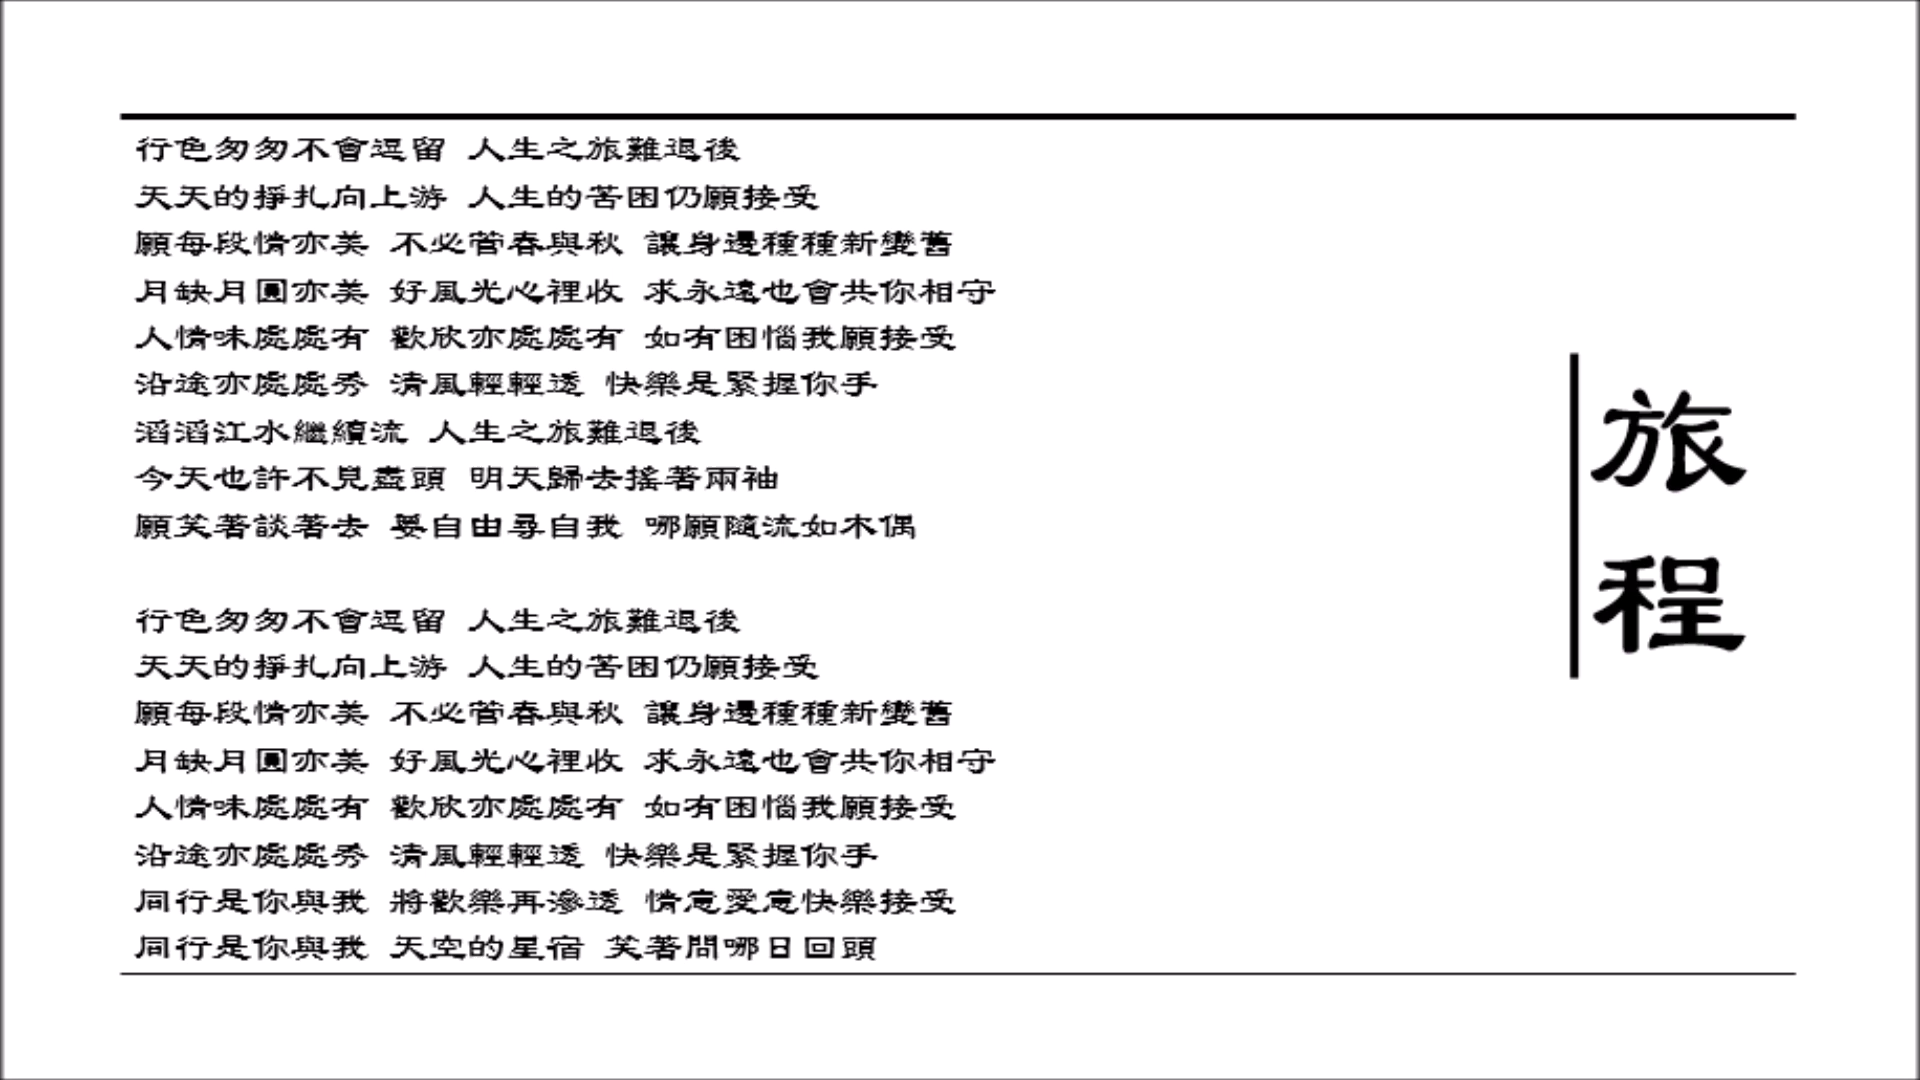 行色匆匆不會逗留 人生之旅難退後
天天的掙扎向上游 人生的苦困仍願接受
願每段情亦美 不必管春與秋 讓身邊種種新變舊
月缺月圓亦美 好風光心裡收 求永遠也會共你相守
人情味處處有 歡欣亦處處有 如有困惱我願接受
沿途亦處處秀 清風輕輕透 快樂是緊握你手
滔滔江水繼續流 人生之旅難退後
今天也許不見盡頭 明天歸去搖著兩袖
願笑著談著去 要自由尋自我 哪願隨流如木偶
行色匆匆不會逗留 人生之旅難退後
天天的掙扎向上游 人生的苦困仍願接受
願每段情亦美 不必管春與秋 讓身邊種種新變舊
月缺月圓亦美 好風光心裡收 求永遠也會共你相守
人情味處處有 歡欣亦處處有 如有困惱我願接受
沿途亦處處秀 清風輕輕透 快樂是緊握你手
同行是你與我 將歡樂再滲透 情意愛意快樂接受
同行是你與我 天空的星宿 笑著問哪日回頭
旅程